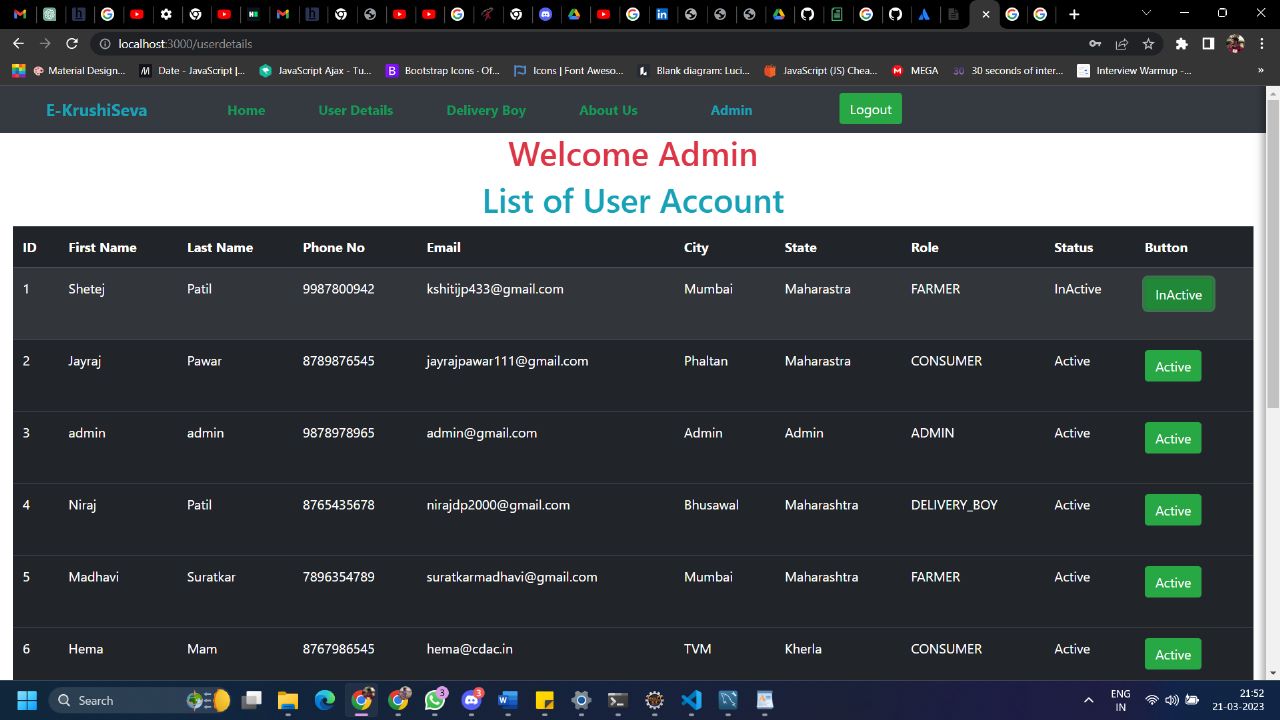 localhost:3000/userdetails
Material Design... Date - JavaScript |... JavaScript Ajax - Tu... Bootstrap Icons - Of... Icons | Font Aweso... Blank diagram: Luci... JavaScript (JS) Chea... MEGA 30 30 seconds of inter... Interview Warmup -... »
E-KrushiSeva Home User Details Delivery Boy About Us Admin Logout
Welcome Admin
List of User Account
ID First Name Last Name Phone No Email City State Role Status Button
1 Shetej Patil 9987800942 kshitijp433@gmail.com Mumbai Maharastra FARMER InActive InActive
2 Jayraj Pawar 8789876545 jayrajpawar111@gmail.com Phaltan Maharastra CONSUMER Active Active
3 admin admin 9878978965 admin@gmail.com Admin Admin ADMIN Active Active
4 Niraj Patil 8765435678 nirajdp2000@gmail.com Bhusawal Maharashtra DELIVERY_BOY Active Active
5 Madhavi Suratkar 7896354789 suratkarmadhavi@gmail.com Mumbai Maharashtra FARMER Active Active
6 Hema Mam 8767986545 hema@cdac.in TVM Kherla CONSUMER Active Active
Search 3 3 ENG IN 21:52
21-03-2023